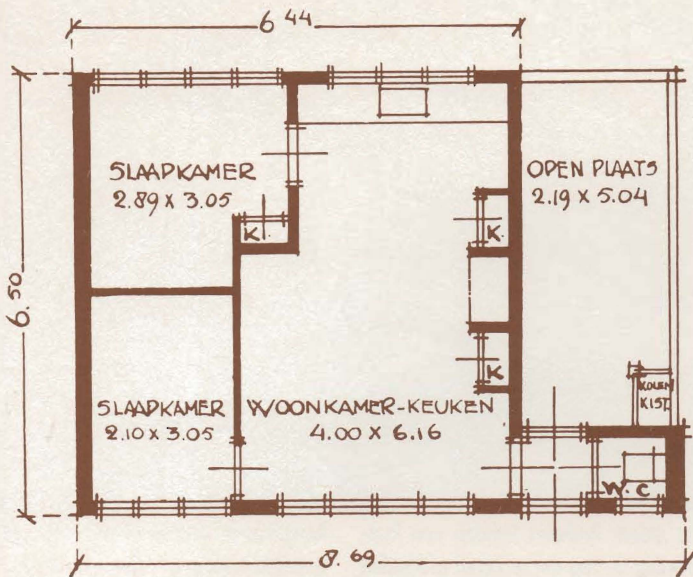 6 44
SLAAPKAMER
2.89 X 3.05
OPEN PLAATS
2.19 X 5.04
K.
K
6.50
K
KOLEN
KIST.
SLAAPKAMER
2.10 X 3.05
WOONKAMER-KEUKEN
4.00 X 6.16
W.C
8.69